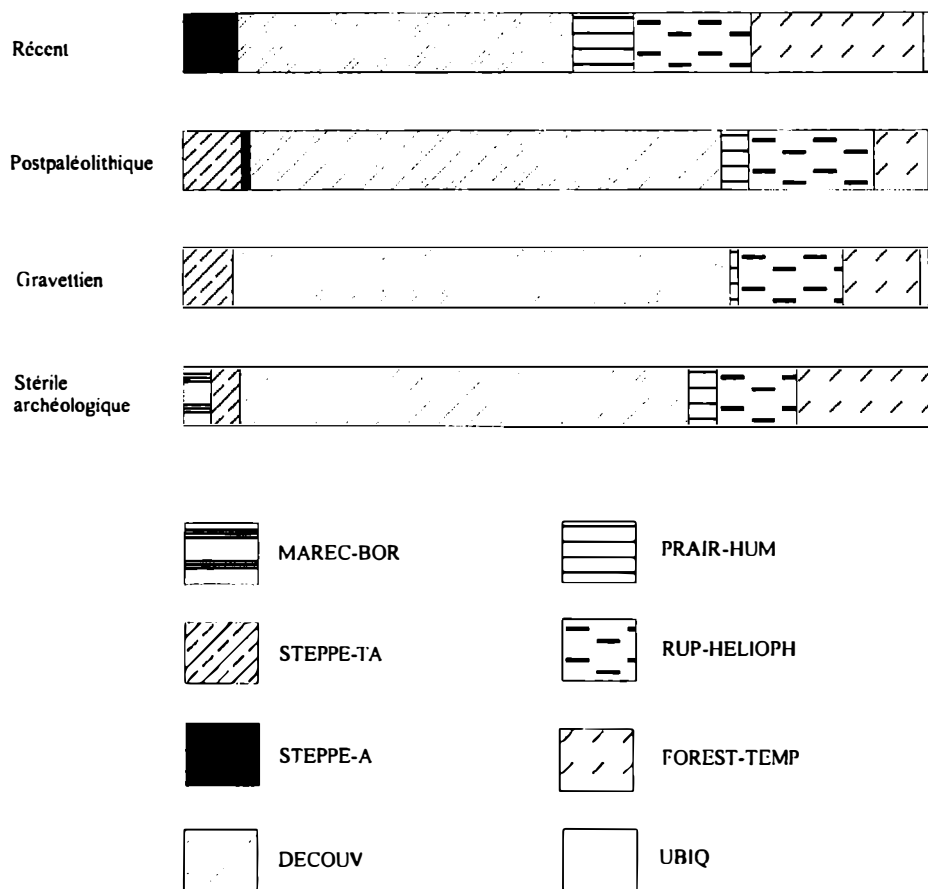 Récent
Postpaléolithique
Gravettien
Stérile
archéologique
MAREC-BOR
PRAIR-HUM
STEPPE-TA
RUP-HELIOPH
STEPPE-A
FOREST-TEMP
DECOUV
UBIQ